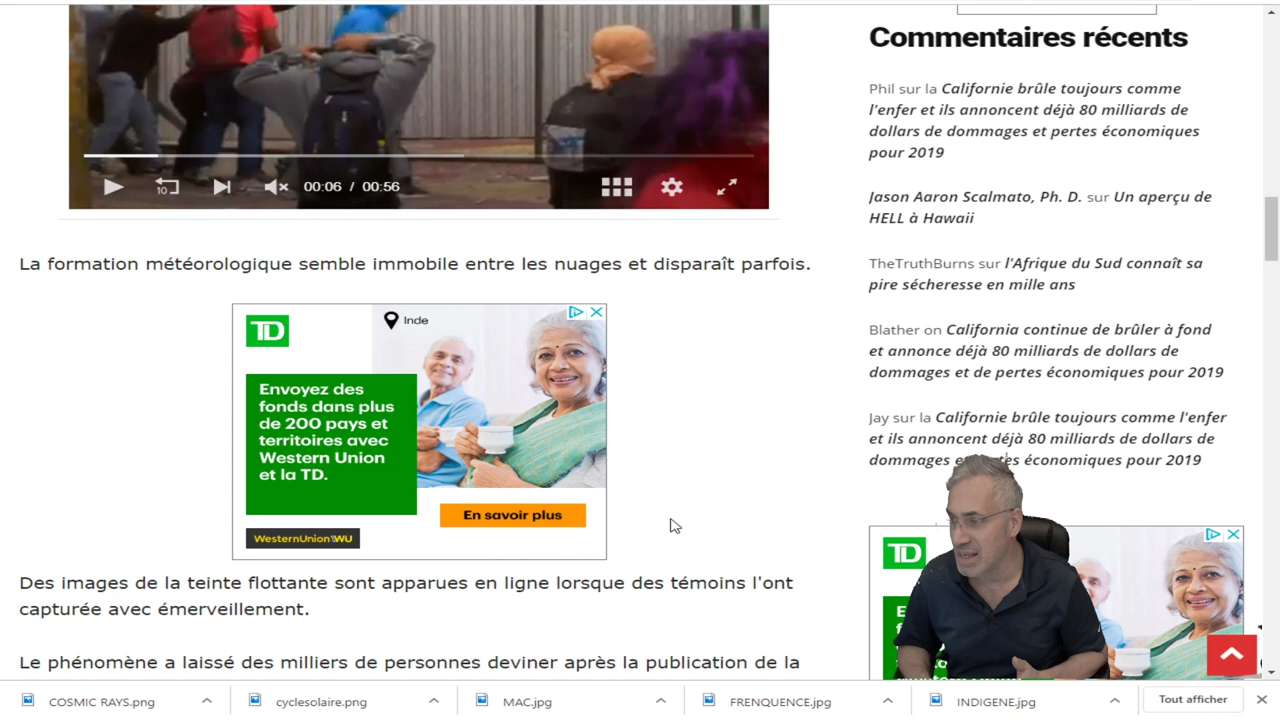 10
00:06 / 00:56
La formation météorologique semble immobile entre les nuages et disparaît parfois.
TD
Inde
Envoyez des
fonds dans plus
de 200 pays et
territoires avec
Western Union
et la TD.
En savoir plus
WesternUnion\WU
Des images de la teinte flottante sont apparues en ligne lorsque des témoins l'ont
capturée avec émerveillement.
Le phénomène a laissé des milliers de personnes deviner après la publication de la
Commentaires récents
Phil sur la Californie brûle toujours comme
l'enfer et ils annoncent déjà 80 milliards de
dollars de dommages et pertes économiques
pour 2019
Jason Aaron Scalmato, Ph. D. sur Un aperçu de
HELL à Hawaii
TheTruthBurns sur l'Afrique du Sud connaît sa
pire sécheresse en mille ans
Blather on California continue de brûler à fond
et annonce déjà 80 milliards de dollars de
dommages et de pertes économiques pour 2019
Jay sur la Californie brûle toujours comme l'enfer
et ils annoncent déjà 80 milliards de dollars de
dommages économiques pour 2019
TD
COSMIC RAYS.png
cyclesolaire.png
MAC.jpg
FRENQUENCE.jpg
INDIGENE.jpg
Tout afficher